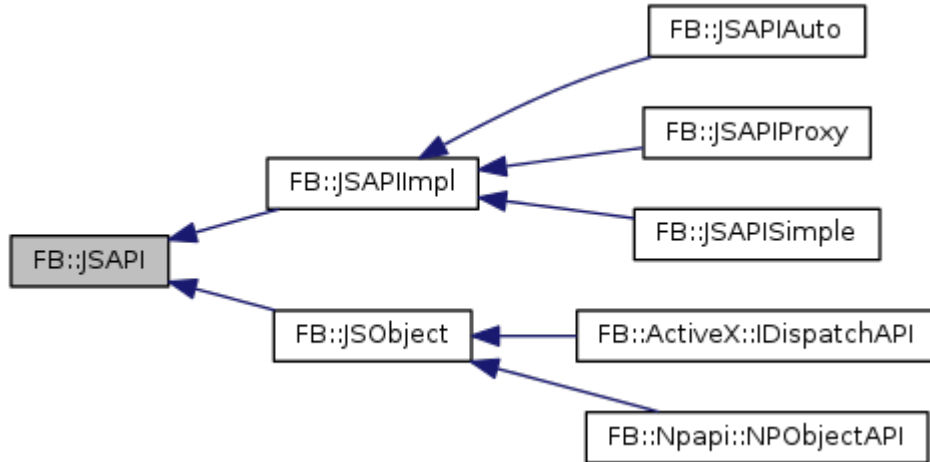 FB::JSAPIAuto
FB::JSAPIProxy
FB::JSAPIImpl
FB::JSAPISimple
FB::JSAPI
FB::JSObject
FB::ActiveX::IDispatchAPI
FB::Npapi::NPObjectAPI